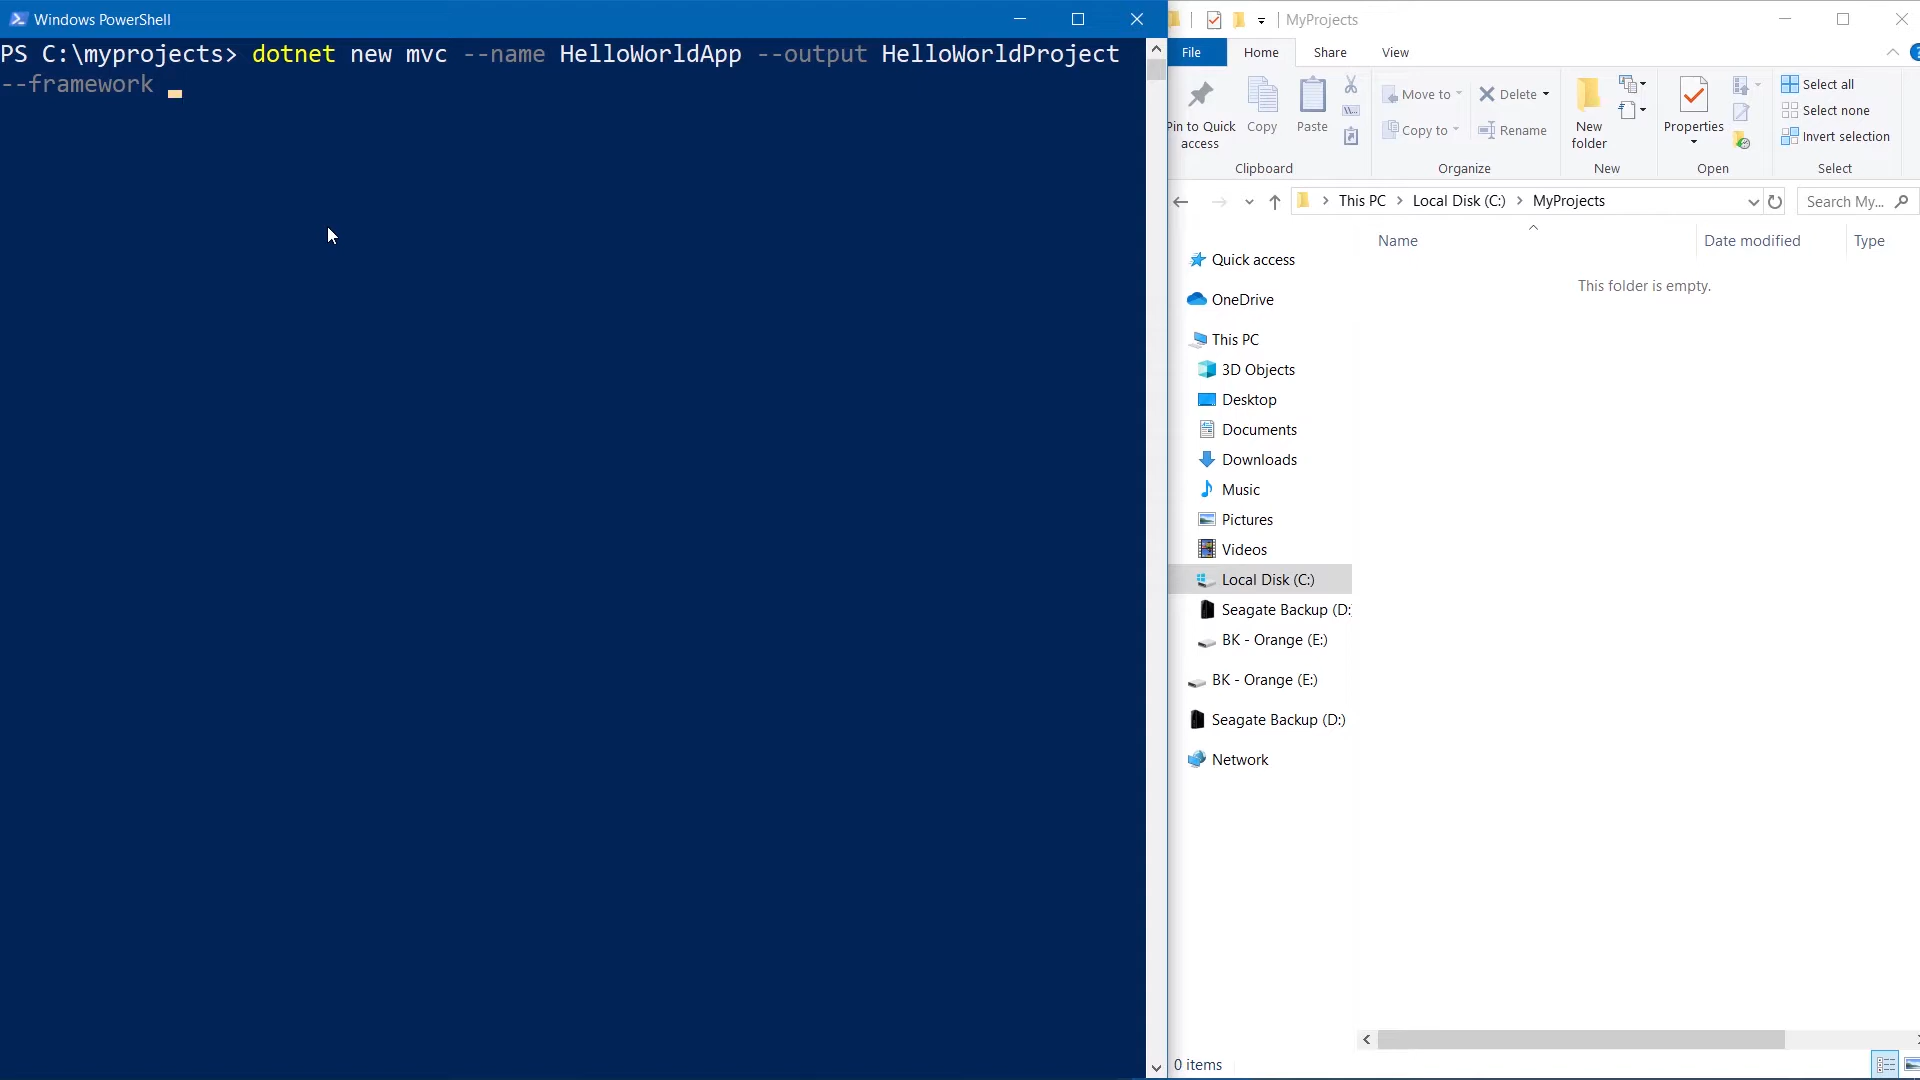 Windows PowerShell
PS C:\myprojects> dotnet new mvc --name HelloWorldApp --output HelloWorldProject
--framework
MyProjects
File
Home
Share
View
Pin to Quick
access
Copy
Paste
Clipboard
Move to
Copy to
Delete
Rename
Organize
New
folder
New
Properties
Open
Select all
Select none
Invert selection
Select
This PC
Local Disk (C:)
MyProjects
Search My...
Name
Date modified
Type
This folder is empty.
Quick access
OneDrive
This PC
3D Objects
Desktop
Documents
Downloads
Music
Pictures
Videos
Local Disk (C:)
Seagate Backup (D:
BK - Orange (E:)
BK - Orange (E:)
Seagate Backup (D:)
Network
0 items